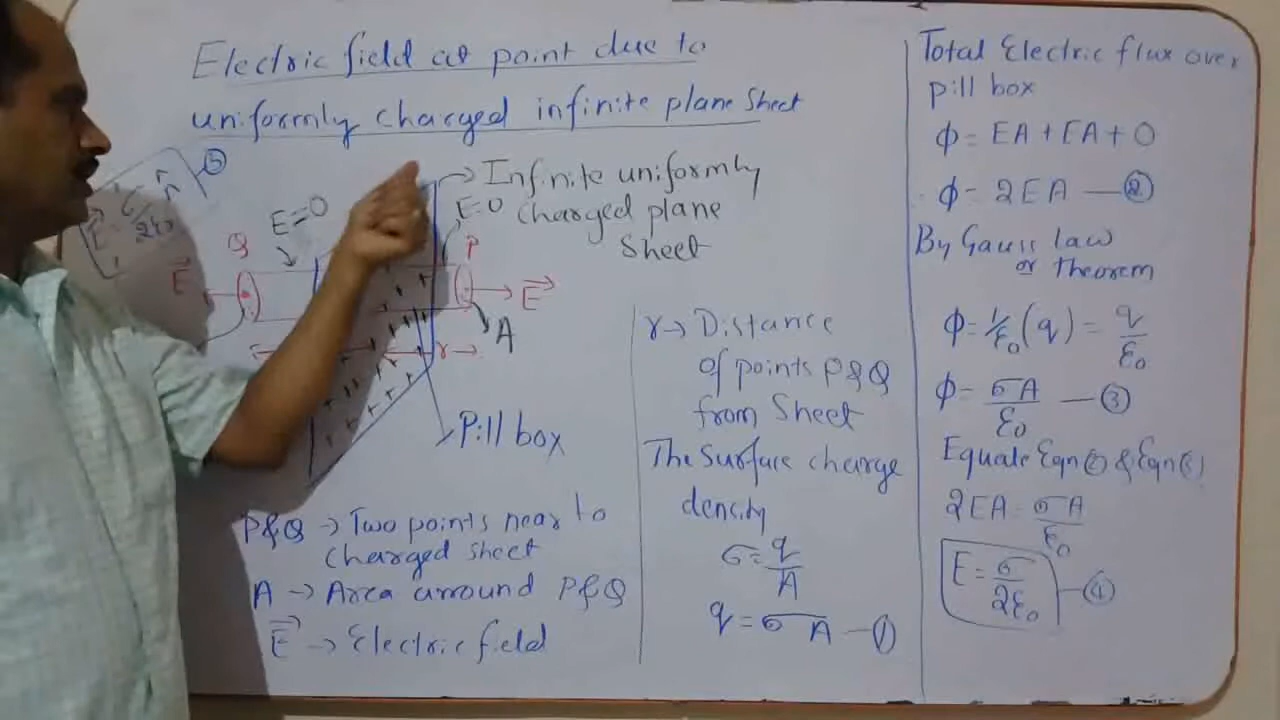 Electric field at point due to
uniformly charged infinite plane sheet
5
2ε₀
E=0
Q
E⃗
→ Infinite uniformly
charged plane
sheet
E=0
P
E⃗
A
r →
Pill box
P&Q → Two points near to
charged sheet
A → Area arround P&Q
E⃗ → Electric field
r → Distance
of points P&Q
from sheet
The surface charge
density
σ = q/A
q = σA — ①
Total Electric flux over
pill box
ϕ = EA + EA + 0
ϕ = 2EA — ②
By Gauss law
or theorem
ϕ = 1/ε₀ (q) = q/ε₀
ϕ = σA/ε₀ — ③
Equate Eqn ② & Eqn
2EA = σA/ε₀
E = σ/2ε₀ — ④